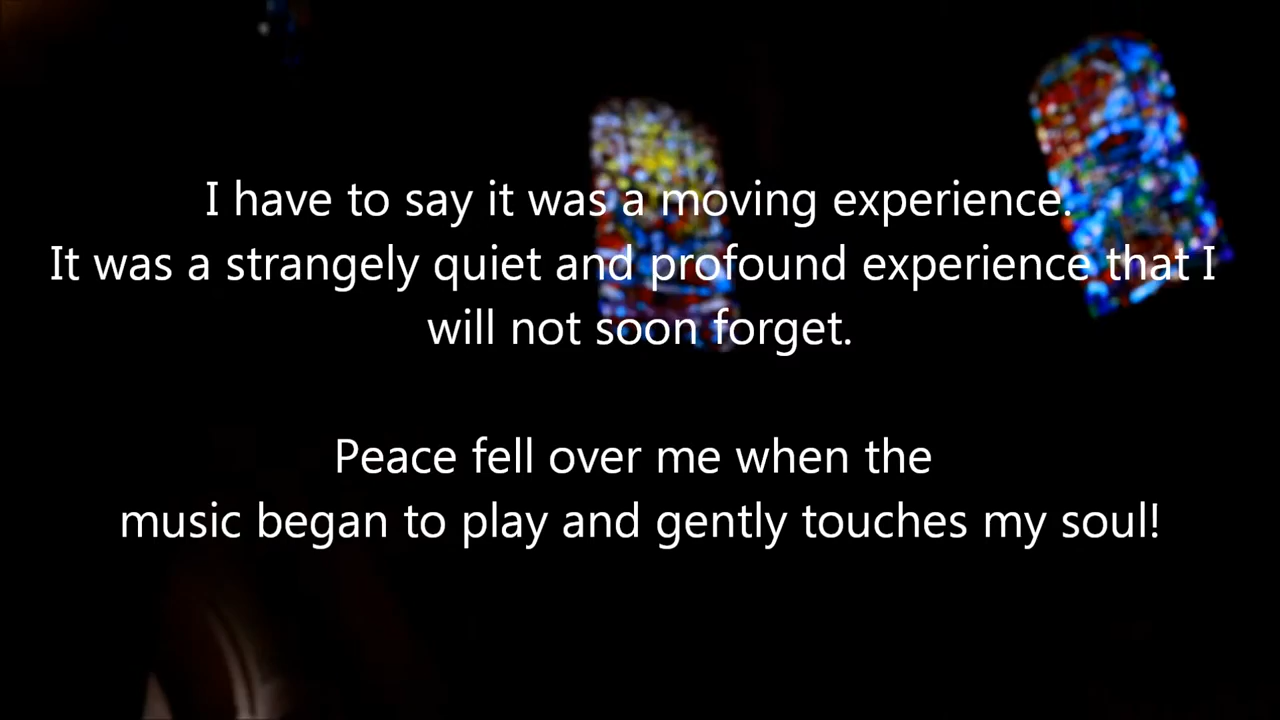 I have to say it was a moving experience.
It was a strangely quiet and profound experience that I
will not soon forget.
Peace fell over me when the
music began to play and gently touches my soul!